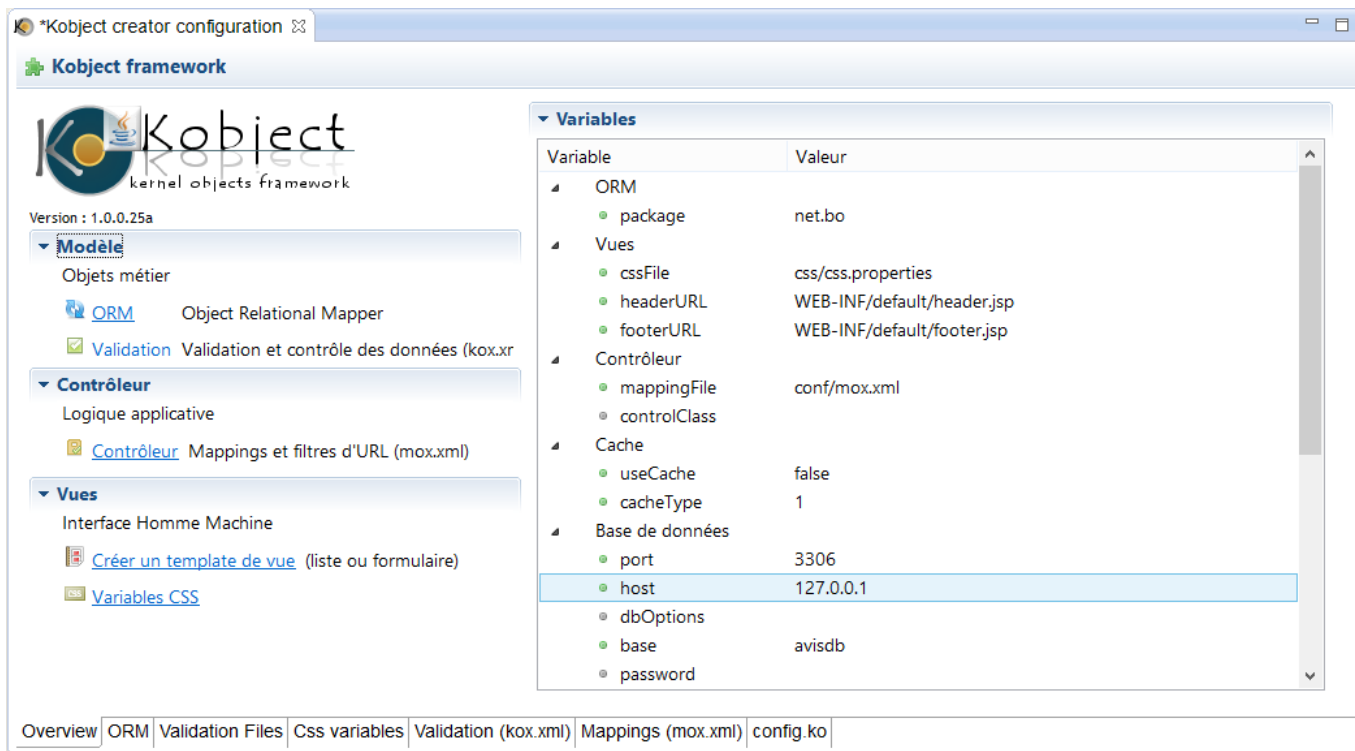 *Kobject creator configuration
Kobject framework
Kobject
kernel objects framework
Version : 1.0.0.25a
Modèle
Objets métier
ORM Object Relational Mapper
Validation Validation et contrôle des données (kox.xr
Contrôleur
Logique applicative
Contrôleur Mappings et filtres d'URL (mox.xml)
Vues
Interface Homme Machine
Créer un template de vue (liste ou formulaire)
CSS Variables CSS
Variables
Variable Valeur
ORM
package net.bo
Vues
cssFile css/css.properties
headerURL WEB-INF/default/header.jsp
footerURL WEB-INF/default/footer.jsp
Contrôleur
mappingFile conf/mox.xml
controlClass
Cache
useCache false
cacheType 1
Base de données
port 3306
host 127.0.0.1
dbOptions
base avisdb
password
Overview ORM Validation Files Css variables Validation (kox.xml) Mappings (mox.xml) config.ko